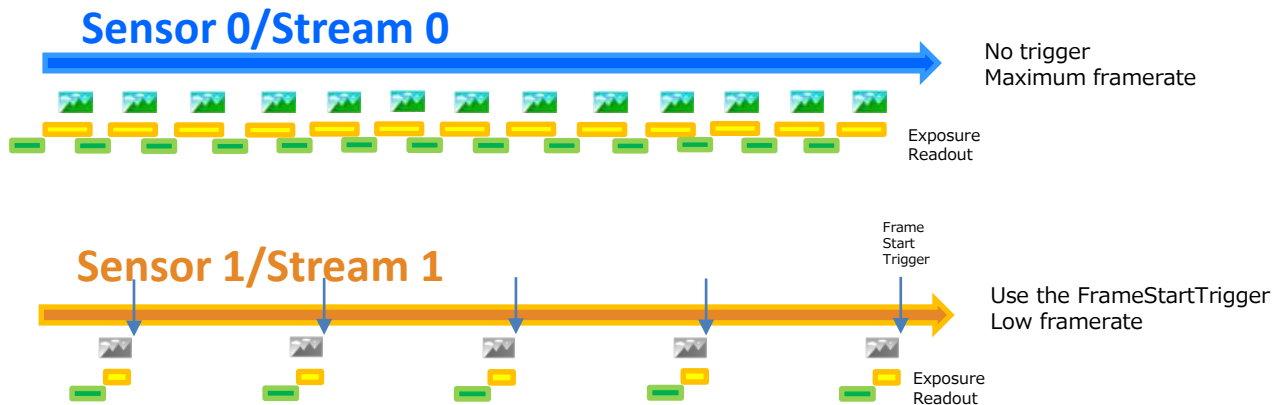 Sensor 0/Stream 0
No trigger
Maximum framerate
Exposure
Readout
Sensor 1/Stream 1
Frame
Start
Trigger
Use the FrameStartTrigger
Low framerate
Exposure
Readout